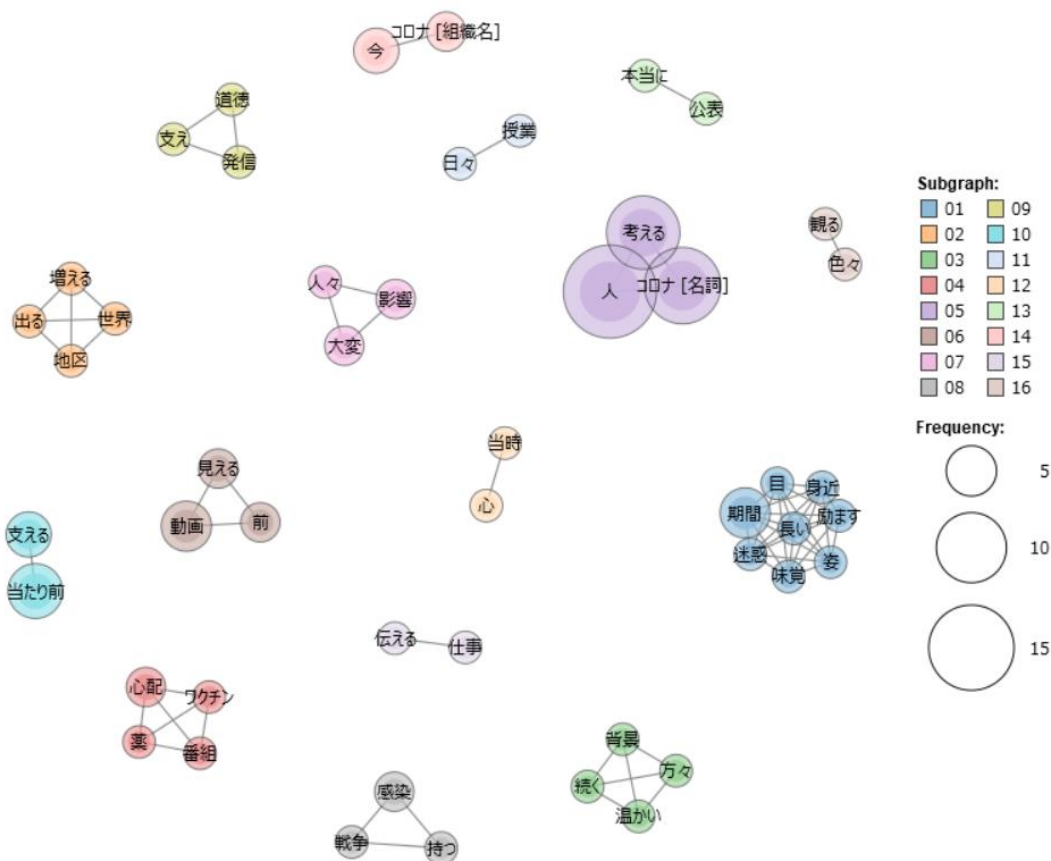 コロナ [組織名]
今
本当に
公表
道徳
支え
発信
授業
日々
Subgraph:
01
02
03
04
05
06
07
08
09
10
11
12
13
14
15
16
観る
色々
考える
人
コロナ [名詞]
増える
出る
世界
地区
人々
影響
大変
Frequency:
5
10
15
見える
動画
前
当時
心
目
身近
期間
励ます
長い
迷惑
味覚
姿
支える
当たり前
伝える
仕事
心配
ワクチン
薬
番組
背景
方々
続く
温かい
感染
戦争
持つ